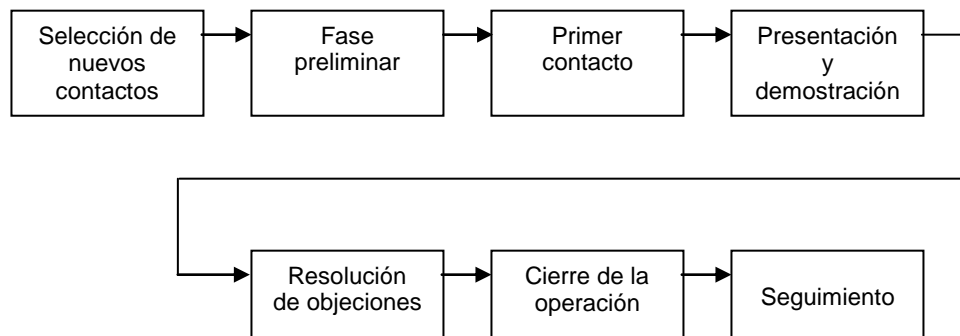 Selección de
nuevos
contactos
Fase
preliminar
Primer
contacto
Presentación
y
demostración
Resolución
de objeciones
Cierre de la
operación
Seguimiento